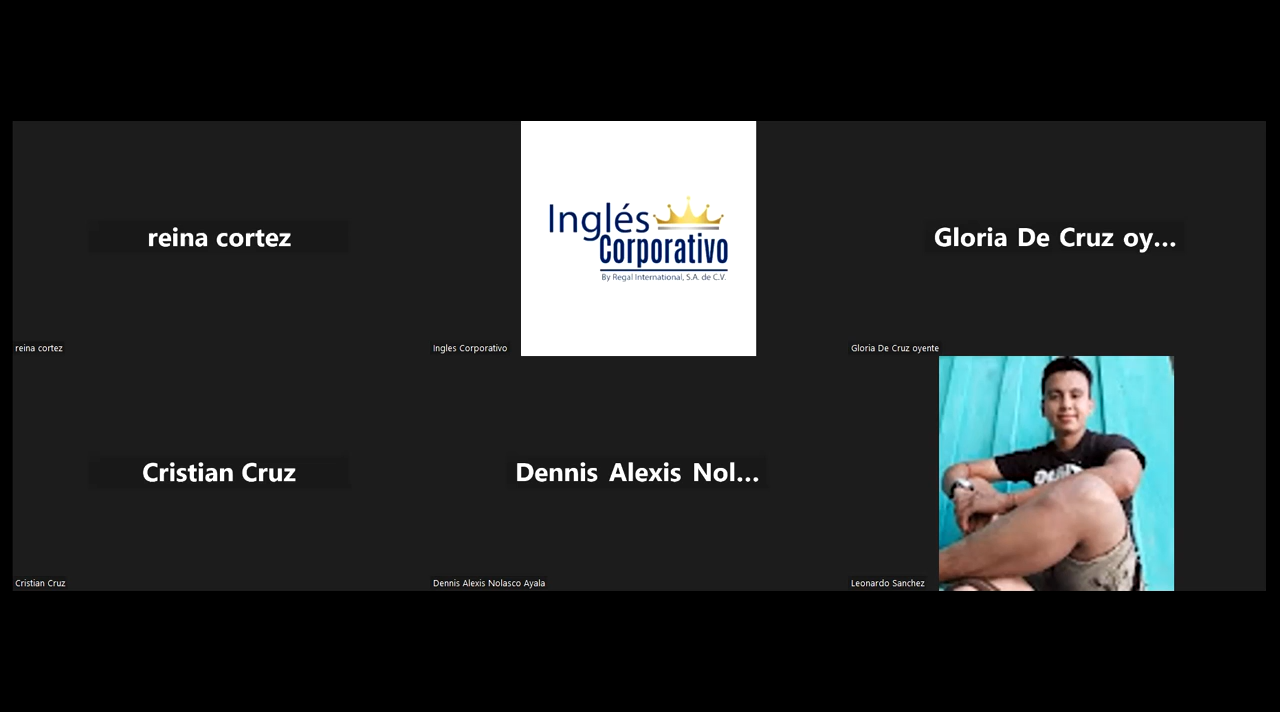 reina cortez
reina cortez
Inglés
Corporativo
By Regal International, S.A. de C.V.
Ingles Corporativo
Gloria De Cruz oy...
Gloria De Cruz oyente
Cristian Cruz
Cristian Cruz
Dennis Alexis Nol...
Dennis Alexis Nolasco Ayala
Leonardo Sanchez